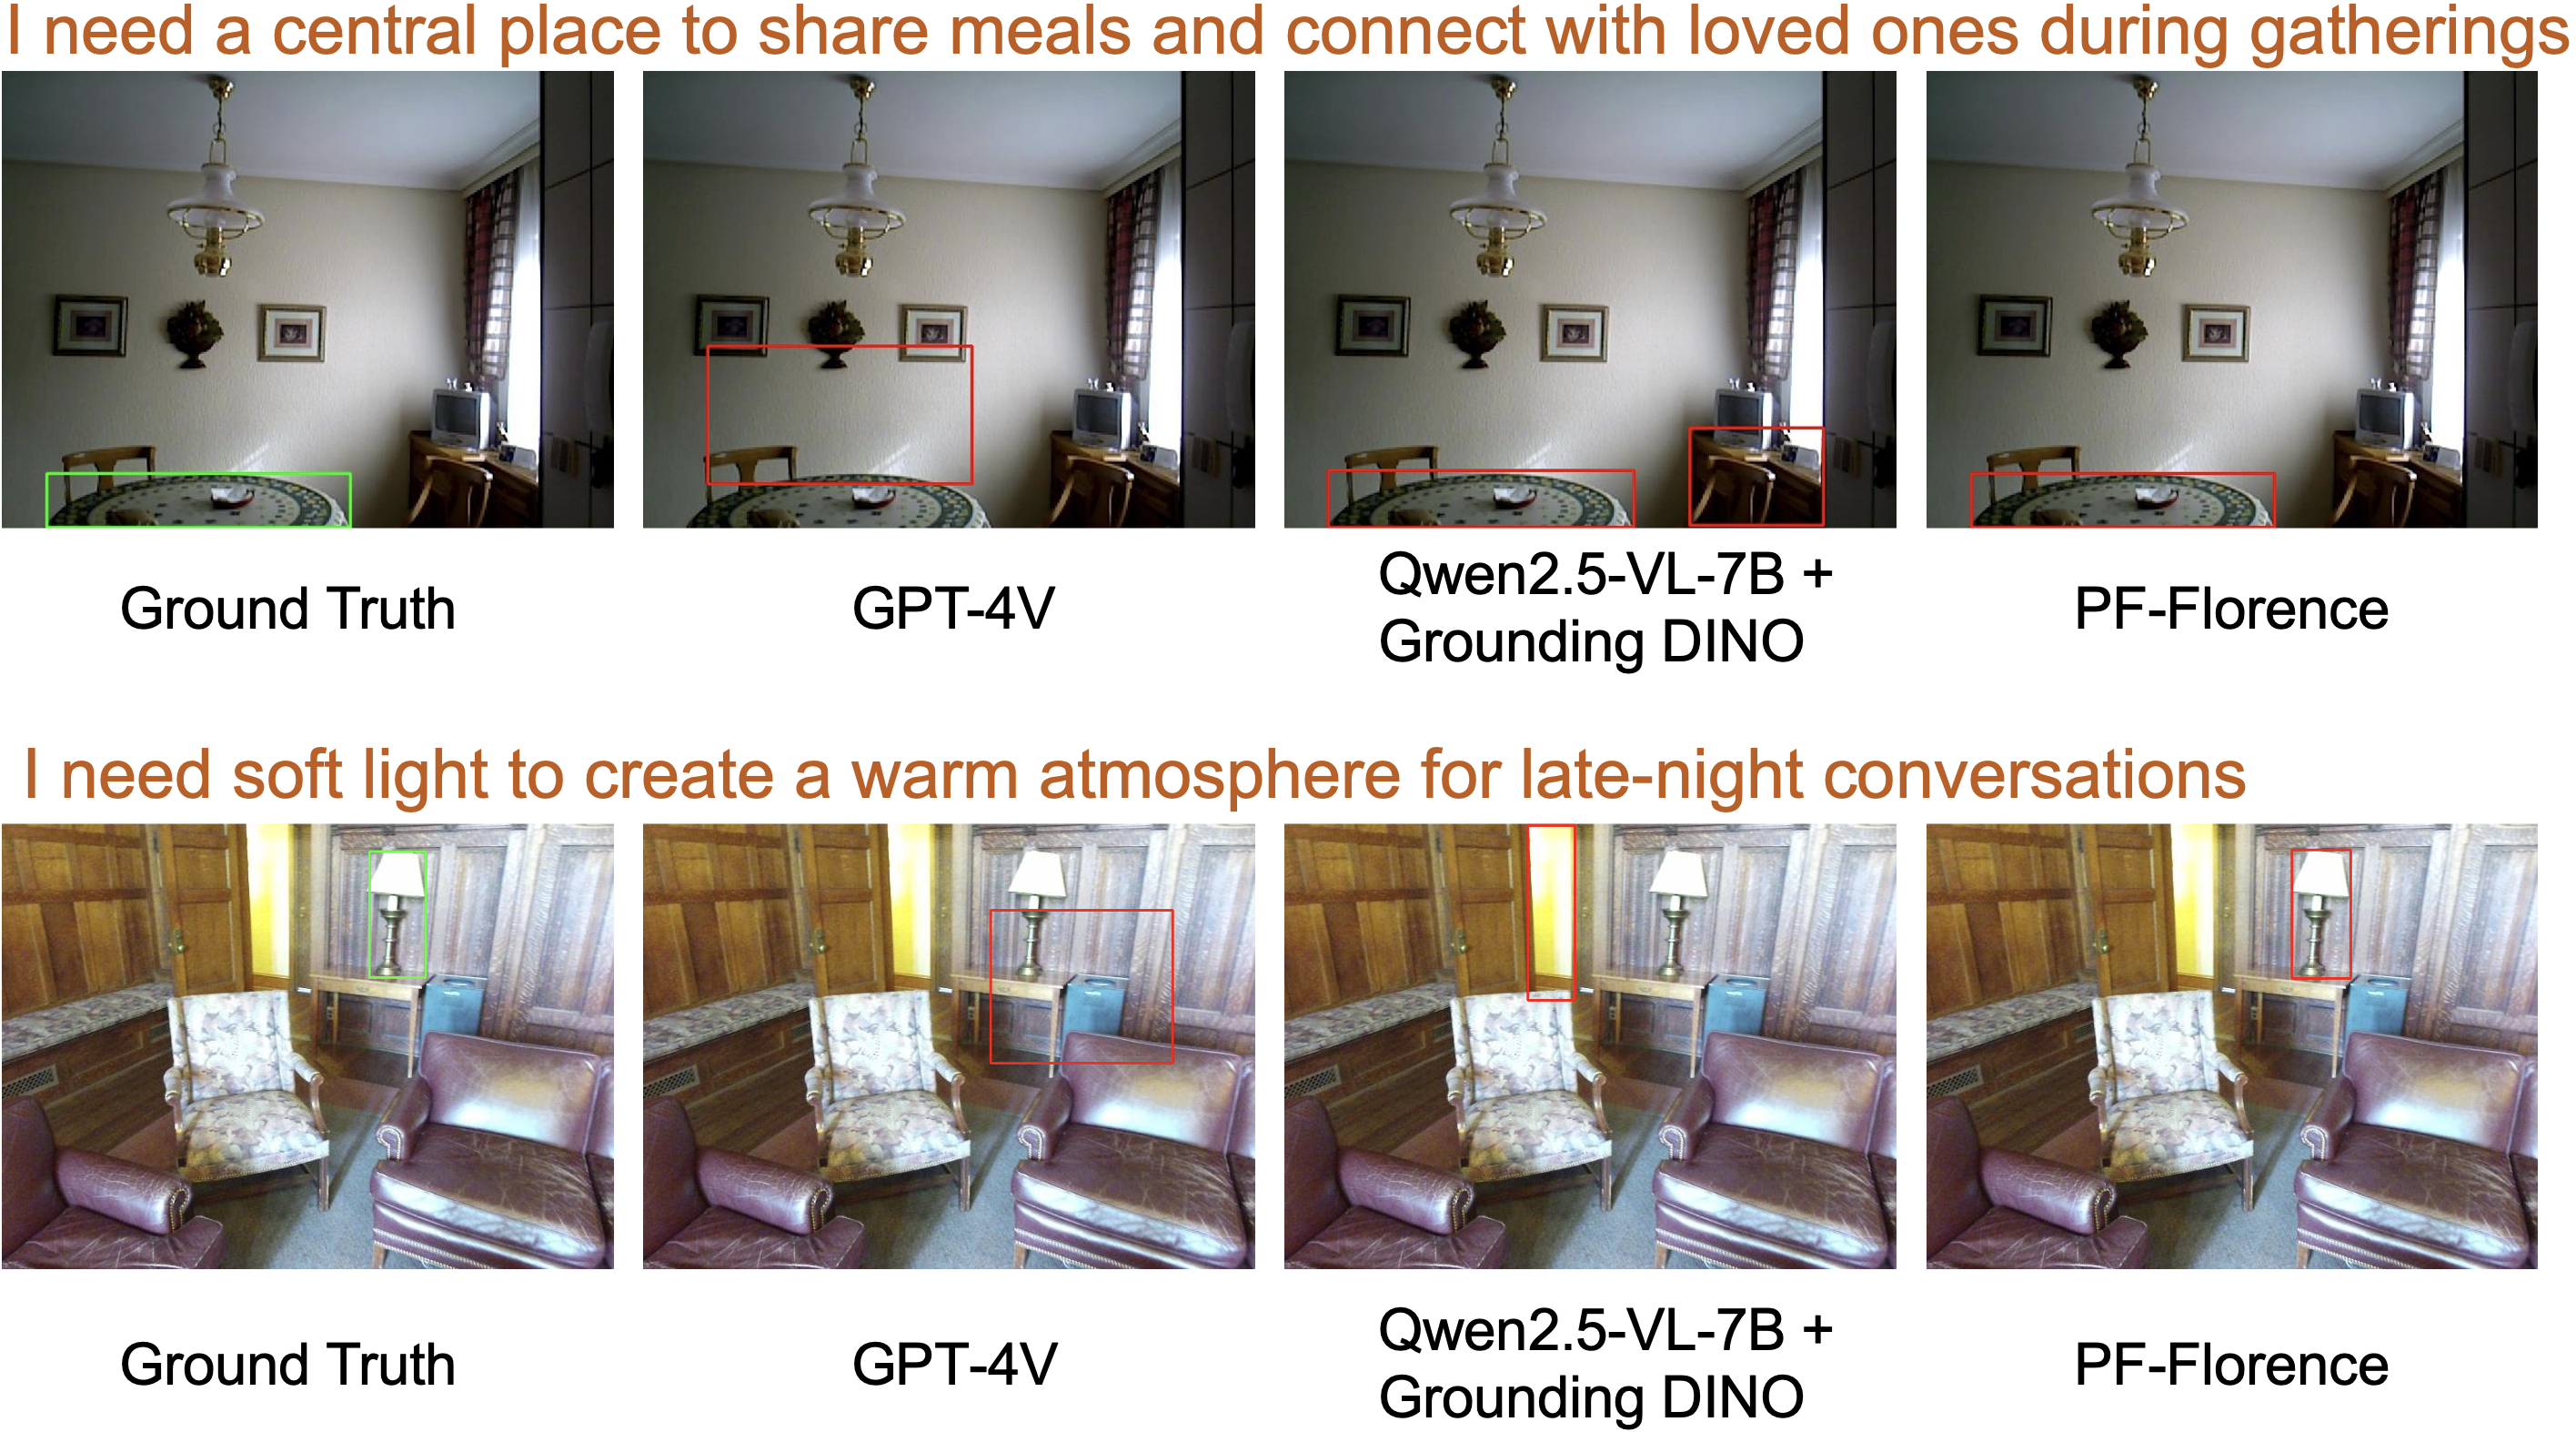 I need a central place to share meals and connect with loved ones during gatherings
Ground Truth
GPT-4V
Qwen2.5-VL-7B +
Grounding DINO
PF-Florence
I need soft light to create a warm atmosphere for late-night conversations
Ground Truth
GPT-4V
Qwen2.5-VL-7B +
Grounding DINO
PF-Florence